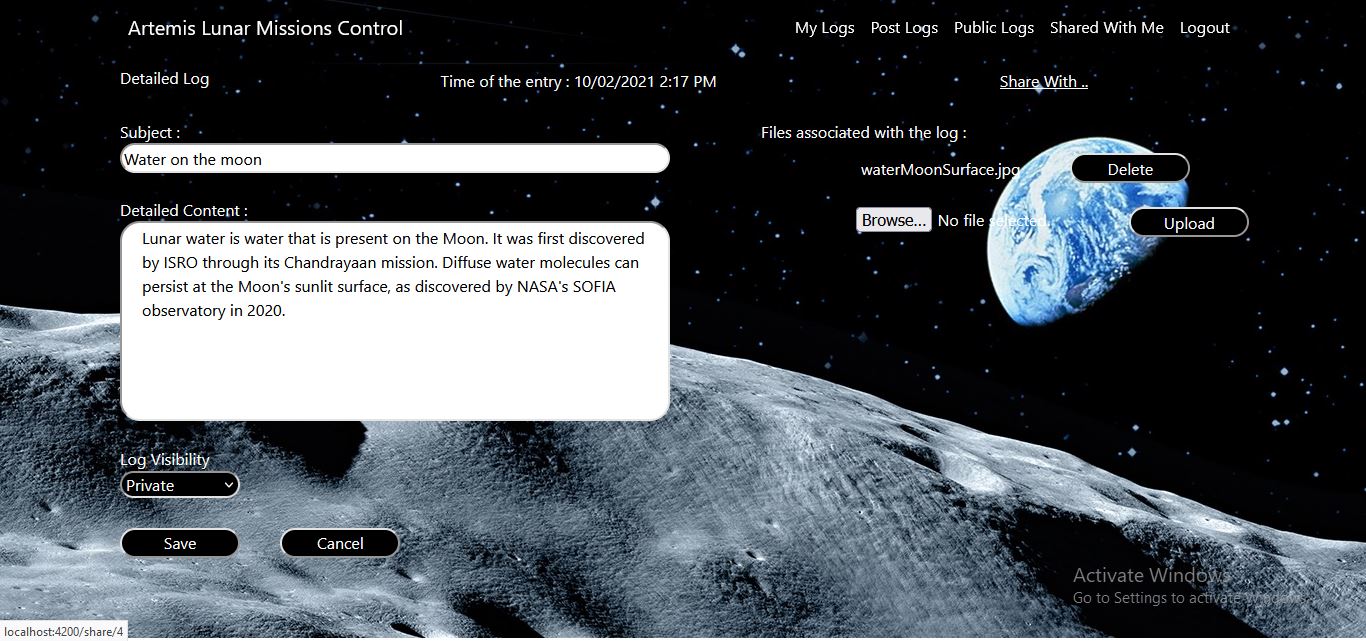 Artemis Lunar Missions Control
My Logs Post Logs Public Logs Shared With Me Logout
Detailed Log
Time of the entry : 10/02/2021 2:17 PM
Share With ..
Subject :
Water on the moon
Detailed Content :
Lunar water is water that is present on the Moon. It was first discovered
by ISRO through its Chandrayaan mission. Diffuse water molecules can
persist at the Moon's sunlit surface, as discovered by NASA's SOFIA
observatory in 2020.
Files associated with the log :
waterMoonSurface.jpg
Delete
Browse...
No file selected.
Upload
Log Visibility
Private
Save
Cancel
Activate Windows
Go to Settings to activate Windows.
localhost:4200/share/4